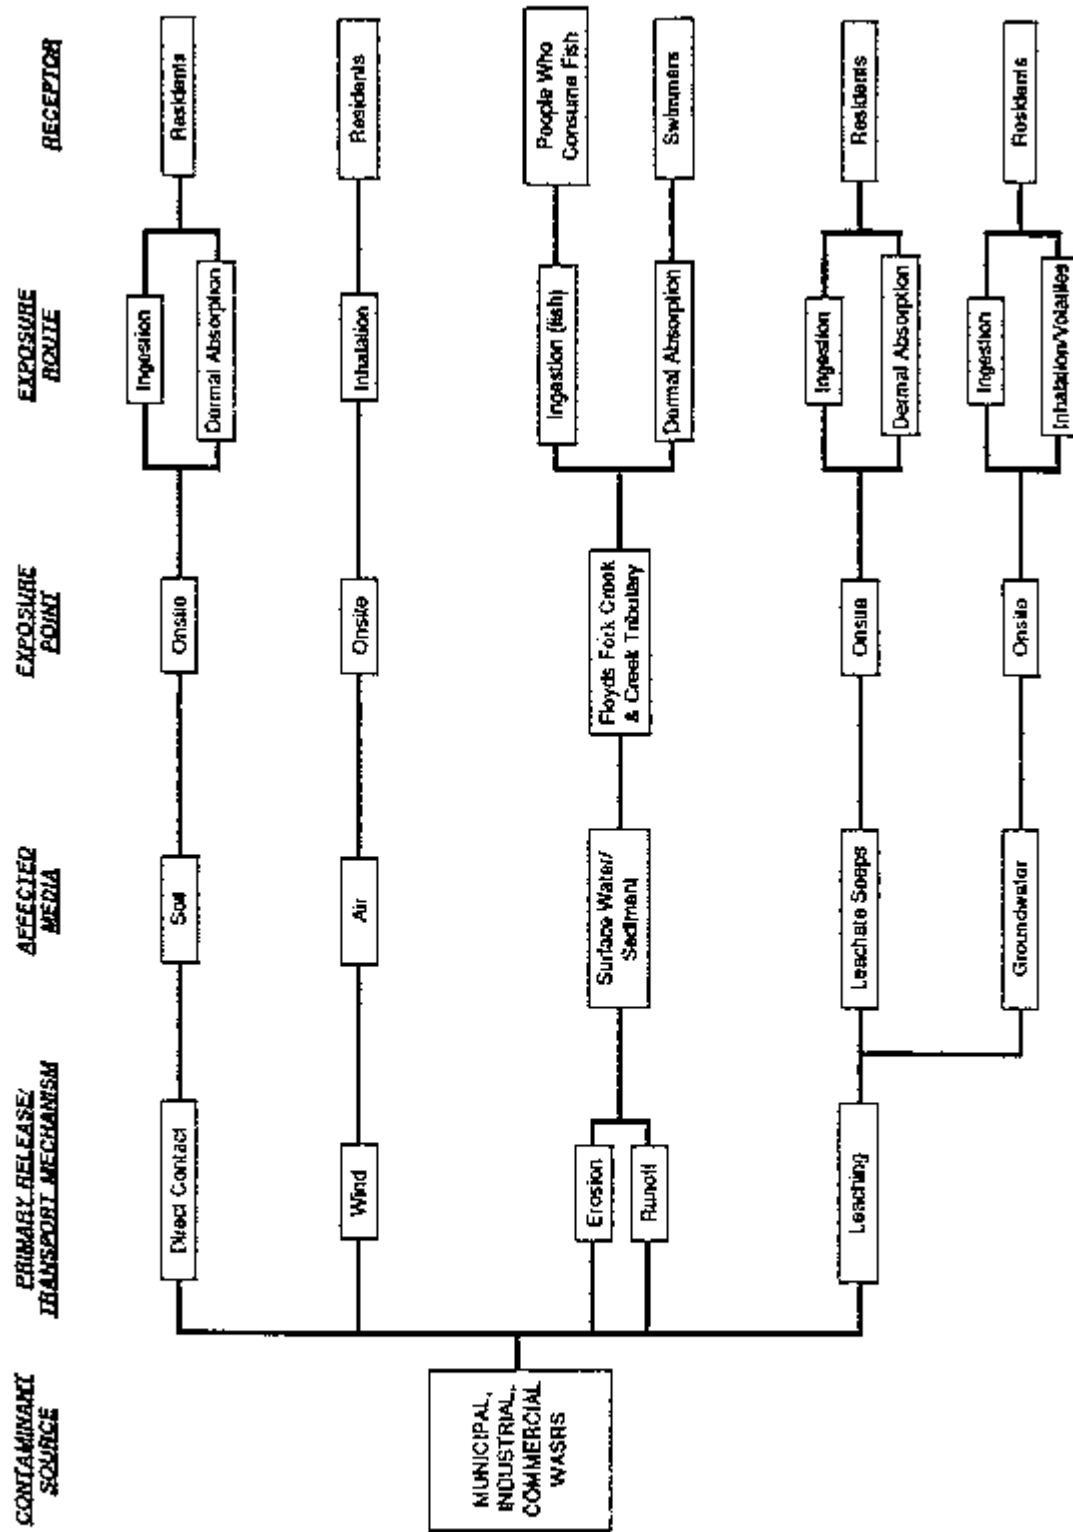 CONTAMINANT
SOURCE
PRIMARY RELEASE/
TRANSPORT MECHANISM
AFFECTED
MEDIA
EXPOSURE
POINT
EXPOSURE
ROUTE
RECEPTOR
MUNICIPAL,
INDUSTRIAL,
COMMERCIAL
WASRS
Direct Contact
Soil
Onsite
Ingestion
Dermal Absorption
Residents
Wind
Air
Onsite
Inhalation
Residents
Erosion
Runoff
Surface Water/
Sediment
Floyds Fork Creek
& Creek Tributary
Ingestion (fish)
People Who
Consume Fish
Dermal Absorption
Swimmers
Leaching
Leachate Seeps
Onsite
Ingestion
Dermal Absorption
Residents
Groundwater
Onsite
Ingestion
Inhalation/Volatiles
Residents